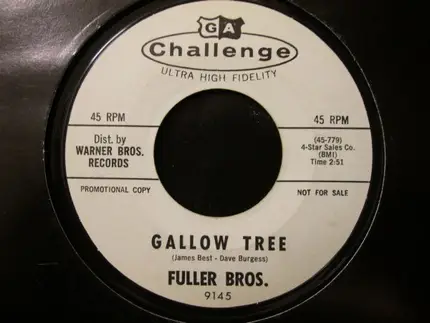 GA
Challenge
ULTRA HIGH FIDELITY
45 RPM
45 RPM
Dist. by
WARNER BROS.
RECORDS
(45-779)
4-Star Sales Co.
(BMI)
Time 2:51
PROMOTIONAL COPY
NOT FOR SALE
GALLOW TREE
(James Best - Dave Burgess)
FULLER BROS.
9145